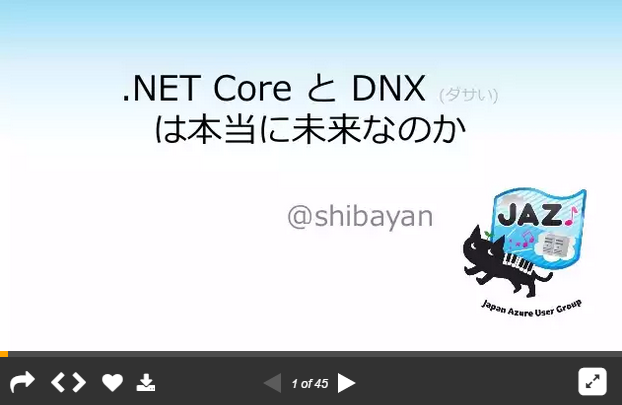 .NET Core と DNX (ダサい)
は本当に未来なのか
@shibayan
JAZ
Japan Azure User Group
1 of 45